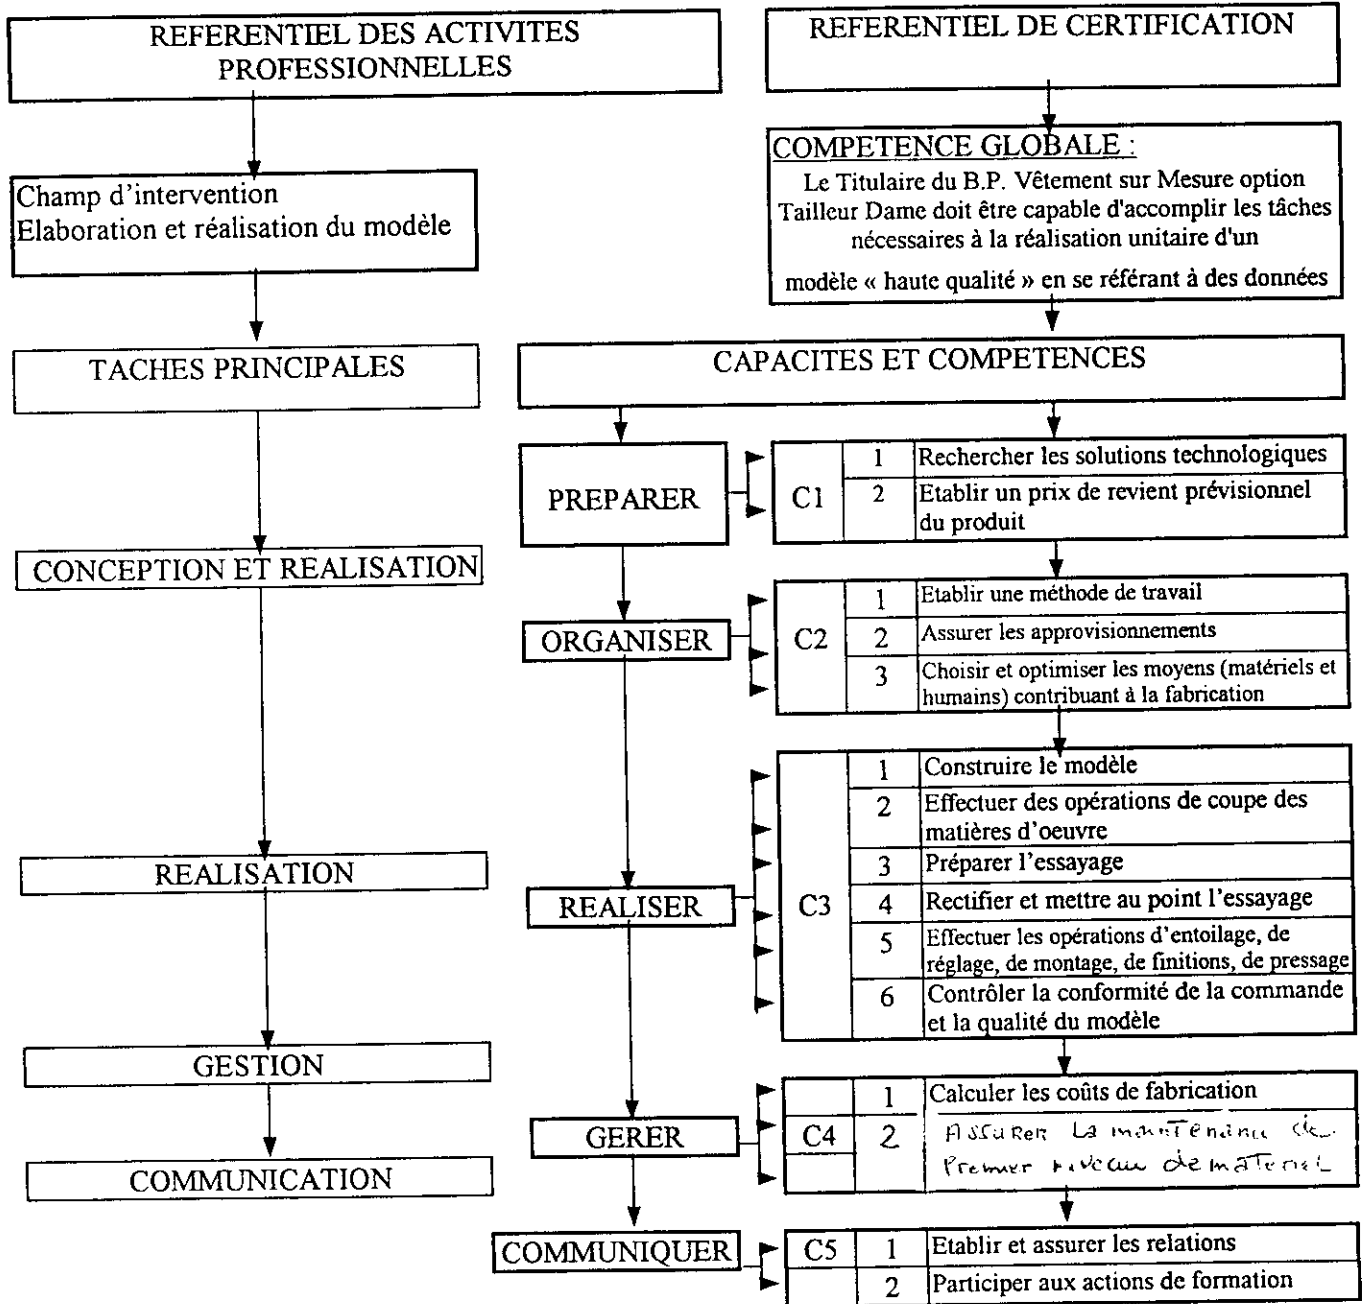 REFERENTIEL DES ACTIVITES
PROFESSIONNELLES
Champ d'intervention
Elaboration et réalisation du modèle
TACHES PRINCIPALES
CONCEPTION ET REALISATION
REALISATION
GESTION
COMMUNICATION
REFERENTIEL DE CERTIFICATION
COMPETENCE GLOBALE :
Le Titulaire du B.P. Vêtement sur Mesure option
Tailleur Dame doit être capable d'accomplir les tâches
nécessaires à la réalisation unitaire d'un
modèle « haute qualité » en se référant à des données
CAPACITES ET COMPETENCES
PREPARER
C1
1 Rechercher les solutions technologiques
2 Etablir un prix de revient prévisionnel
du produit
ORGANISER
C2
1 Etablir une méthode de travail
2 Assurer les approvisionnements
3 Choisir et optimiser les moyens (matériels et
humains) contribuant à la fabrication
REALISER
C3
1 Construire le modèle
2 Effectuer des opérations de coupe des
matières d'oeuvre
3 Préparer l'essayage
4 Rectifier et mettre au point l'essayage
5 Effectuer les opérations d'entoilage, de
réglage, de montage, de finitions, de pressage
6 Contrôler la conformité de la commande
et la qualité du modèle
GERER
C4
1 Calculer les coûts de fabrication
2 Assurer La maintenance de
Premier niveau de materiel
COMMUNIQUER
C5
1 Etablir et assurer les relations
2 Participer aux actions de formation